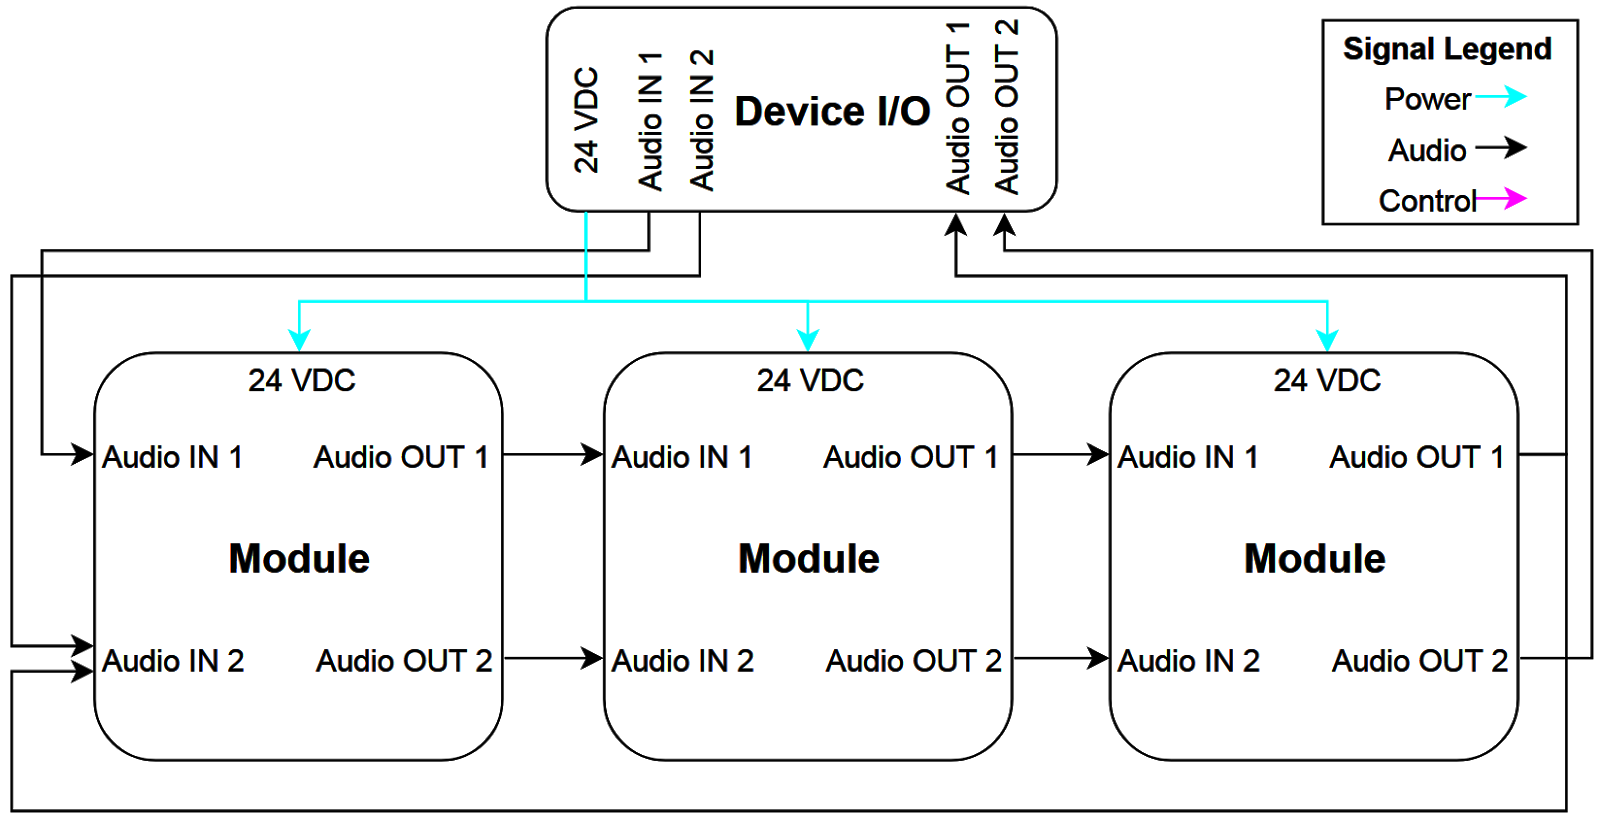 24 VDC
Audio IN 1
Audio IN 2
Device I/O
Audio OUT 1
Audio OUT 2
Signal Legend
Power
Audio
Control
24 VDC
Audio IN 1
Audio OUT 1
Module
Audio IN 2
Audio OUT 2
24 VDC
Audio IN 1
Audio OUT 1
Module
Audio IN 2
Audio OUT 2
24 VDC
Audio IN 1
Audio OUT 1
Module
Audio IN 2
Audio OUT 2